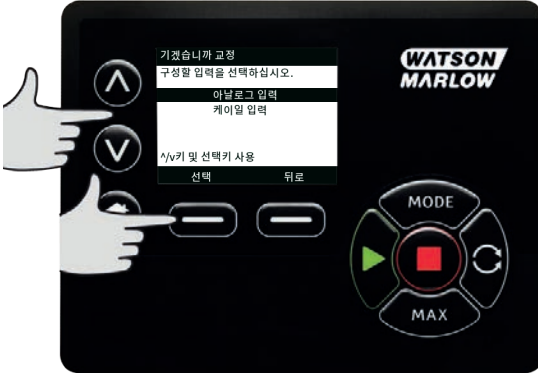 기겠습니까 교정
구성할 입력을 선택하십시오.
아날로그 입력
케이일 입력
^/v키 및 선택키 사용
선택 뒤로
WATSON
MARLOW
MODE
MAX